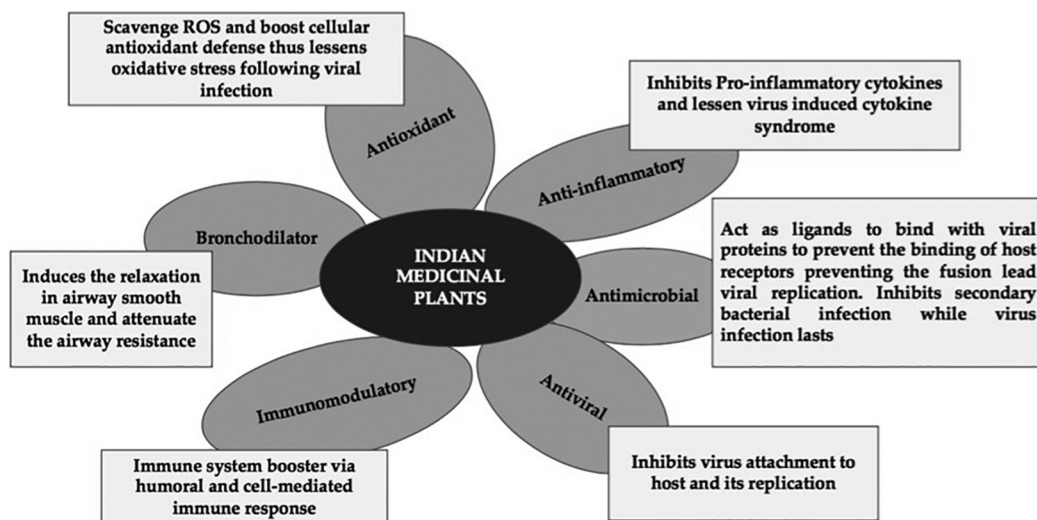 Scavenge ROS and boost cellular
antioxidant defense thus lessens
oxidative stress following viral
infection
Antioxidant
Inhibits Pro-inflammatory cytokines
and lessen virus induced cytokine
syndrome
Anti-inflammatory
Bronchodilator
Induces the relaxation
in airway smooth
muscle and attenuate
the airway resistance
INDIAN
MEDICINAL
PLANTS
Antimicrobial
Act as ligands to bind with viral
proteins to prevent the binding of host
receptors preventing the fusion lead
viral replication. Inhibits secondary
bacterial infection while virus
infection lasts
Immunomodulatory
Immune system booster via
humoral and cell-mediated
immune response
Antiviral
Inhibits virus attachment to
host and its replication